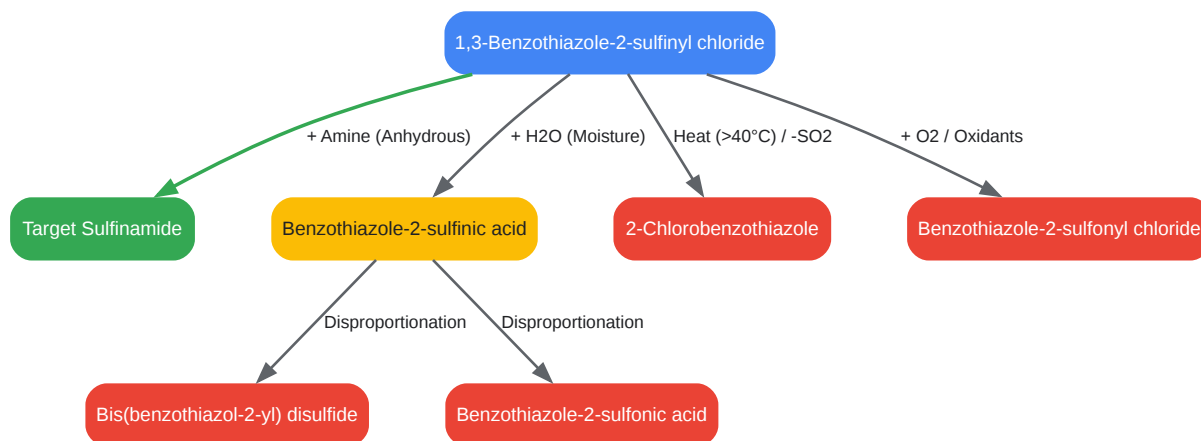 1,3-Benzothiazole-2-sulfinyl chloride
+ Amine (Anhydrous)
+ H2O (Moisture)
Heat (>40°C) / -SO2
+ O2 / Oxidants
Target Sulfinamide
Benzothiazole-2-sulfinic acid
2-Chlorobenzothiazole
Benzothiazole-2-sulfonyl chloride
Disproportionation
Disproportionation
Bis(benzothiazol-2-yl) disulfide
Benzothiazole-2-sulfonic acid